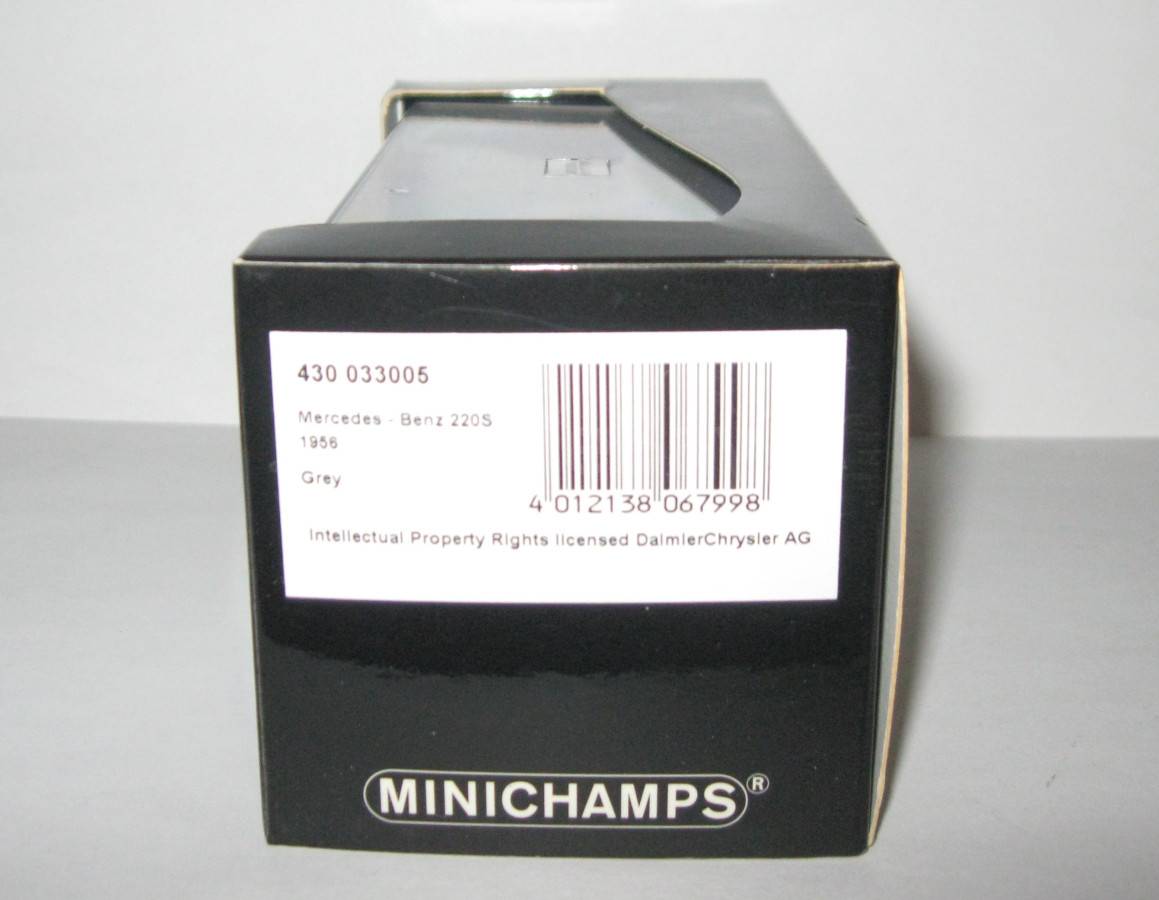 430 033005
Mercedes - Benz 220S
1956
Grey
4 012138 067998
Intellectual Property Rights licensed DaimlerChrysler AG
MINICHAMPS®